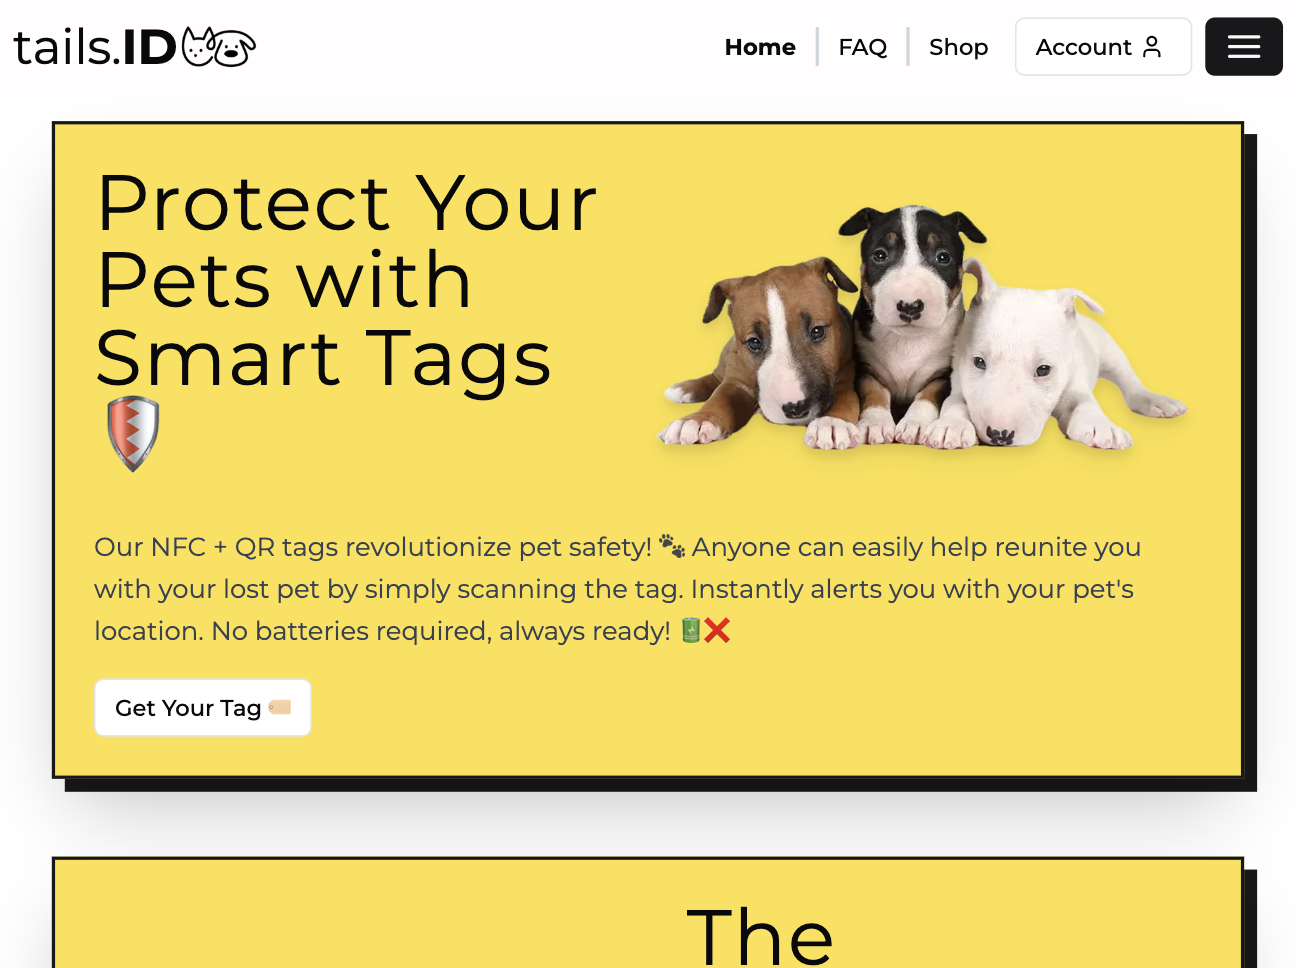 tails.ID
Home
FAQ
Shop
Account
Protect Your
Pets with
Smart Tags
Our NFC + QR tags revolutionize pet safety! 🐾 Anyone can easily help reunite you
with your lost pet by simply scanning the tag. Instantly alerts you with your pet's
location. No batteries required, always ready! 🔋❌
Get Your Tag 🏷️
The